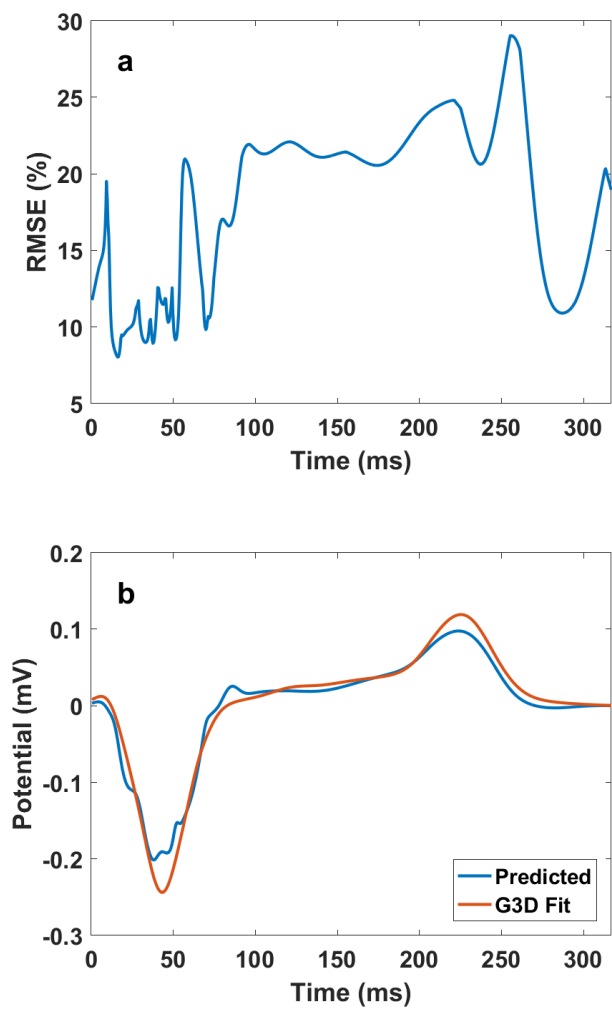 a
RMSE (%)
30
25
20
15
10
5
0 50 100 150 200 250 300
Time (ms)
b
Potential (mV)
0.2
0.1
0
-0.1
-0.2
-0.3
Predicted
G3D Fit
0 50 100 150 200 250 300
Time (ms)